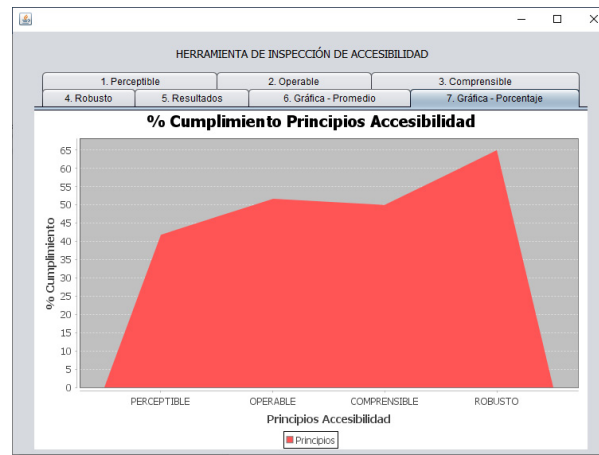 HERRAMIENTA DE INSPECCIÓN DE ACCESIBILIDAD
1. Perceptible 2. Operable 3. Comprensible
4. Robusto 5. Resultados 6. Gráfica - Promedio 7. Gráfica - Porcentaje
% Cumplimiento Principios Accesibilidad
% Cumplimiento
65
60
55
50
45
40
35
30
25
20
15
10
5
0
PERCEPTIBLE OPERABLE COMPRENSIBLE ROBUSTO
Principios Accesibilidad
Principios